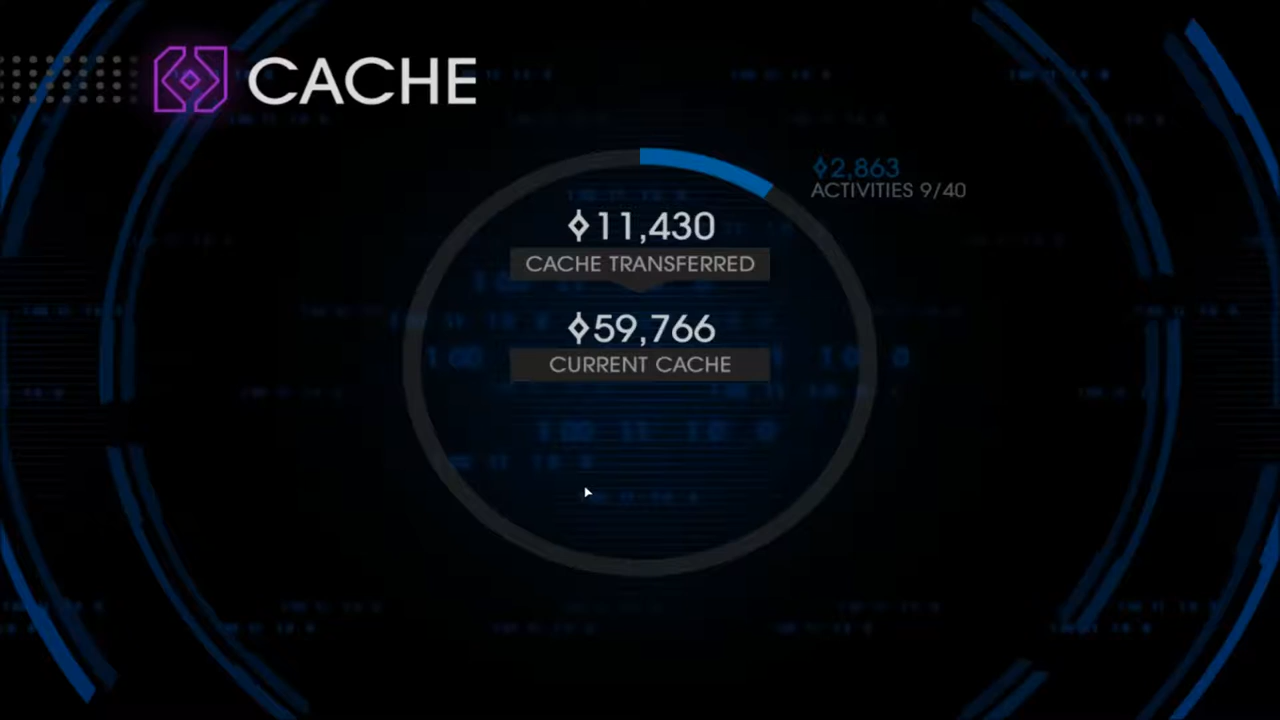 CACHE
2,863
ACTIVITIES 9/40
11,430
CACHE TRANSFERRED
59,766
CURRENT CACHE